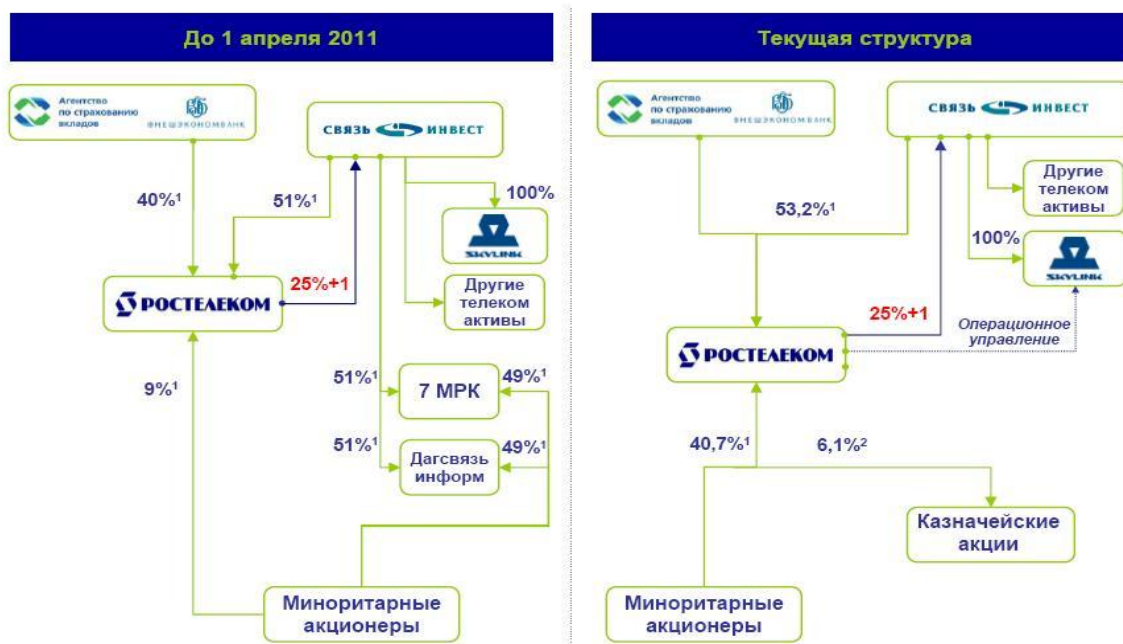 До 1 апреля 2011
Агентство
по страхованию
вкладов
ВНЕШЭКОНОМБАНК
СВЯЗЬ ИНВЕСТ
40%¹
51%¹
100%
SKYLINK
РОСТЕЛЕКОМ
25%+1
Другие
телеком
активы
9%¹
51%¹
7 МРК
49%¹
51%¹
Дагсвязь
информ
49%¹
Миноритарные
акционеры
Текущая структура
Агентство
по страхованию
вкладов
ВНЕШЭКОНОМБАНК
СВЯЗЬ ИНВЕСТ
Другие
телеком
активы
53,2%¹
100%
SKYLINK
25%+1
Операционное
управление
РОСТЕЛЕКОМ
40,7%¹
6,1%²
Казначейские
акции
Миноритарные
акционеры